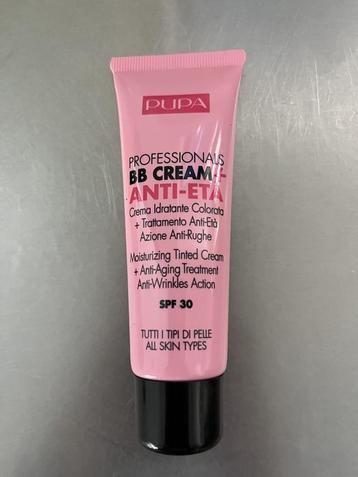 PUPA
PROFESSIONALS
BB CREAM+
ANTI-ETÀ
Crema Idratante Colorata
+ Trattamento Anti-Età
Azione Anti-Rughe
Moisturizing Tinted Cream
+ Anti-Aging Treatment
Anti-Wrinkles Action
SPF 30
TUTTI I TIPI DI PELLE
ALL SKIN TYPES